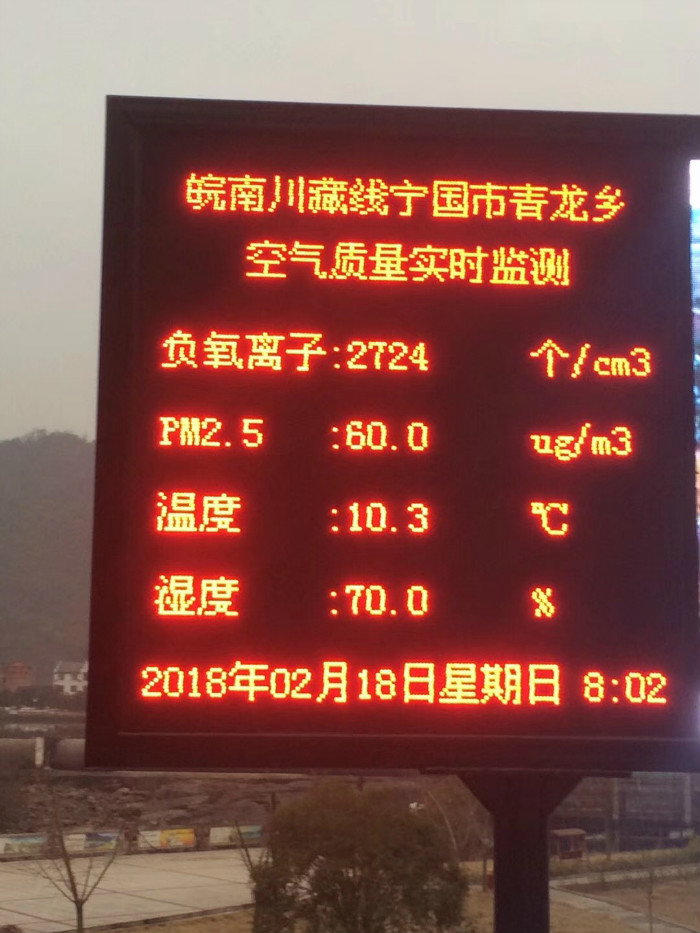 皖南川藏线宁国市青龙乡
空气质量实时监测
负氧离子:2724 个/cm3
PM2.5 :60.0 ug/m3
温度 :10.3 ℃
湿度 :70.0 %
2018年02月18日星期日 8:02